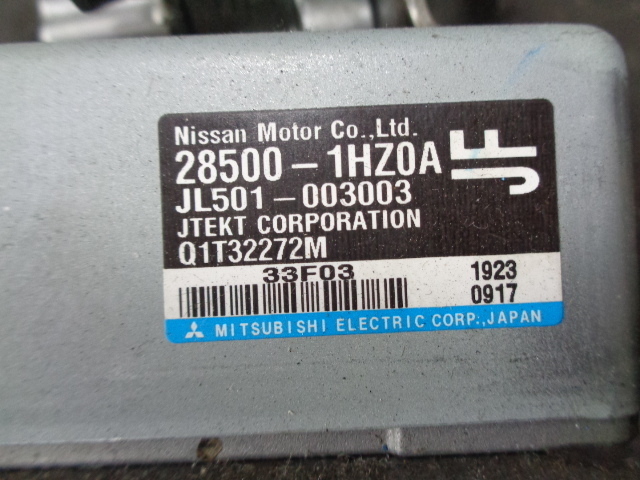 Nissan Motor Co.,Ltd.
28500-1HZ0A
JF
JL501-003003
JTEKT CORPORATION
Q1T32272M
33F03
1923
0917
MITSUBISHI ELECTRIC CORP.,JAPAN